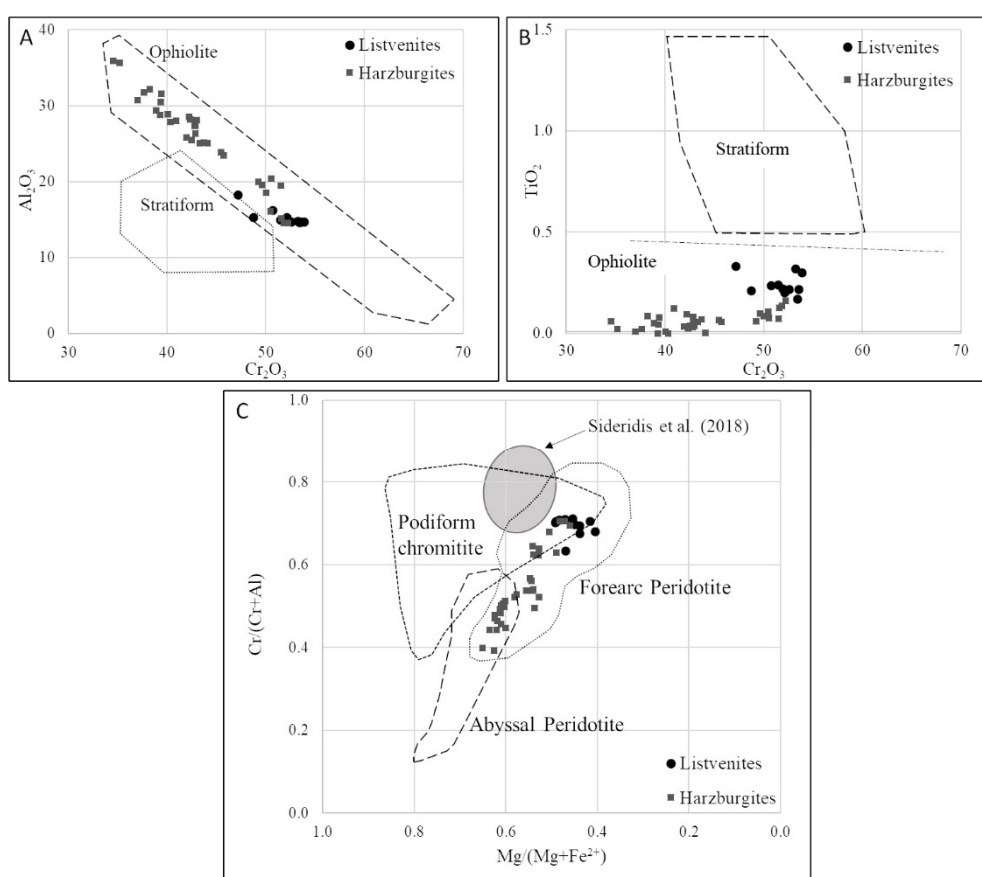 A
40
30
20
10
0
Al₂O₃
Ophiolite
Stratiform
Listvenites
Harzburgites
30 40 50 60 70
Cr₂O₃
B
1.5
1.0
0.5
0.0
TiO₂
Listvenites
Harzburgites
Stratiform
Ophiolite
30 40 50 60 70
Cr₂O₃
C
1.0
0.8
0.6
0.4
0.2
0.0
Cr/(Cr+Al)
Sideridis et al. (2018)
Podiform
chromitite
Forearc Peridotite
Abyssal Peridotite
Listvenites
Harzburgites
1.0 0.8 0.6 0.4 0.2 0.0
Mg/(Mg+Fe²⁺)